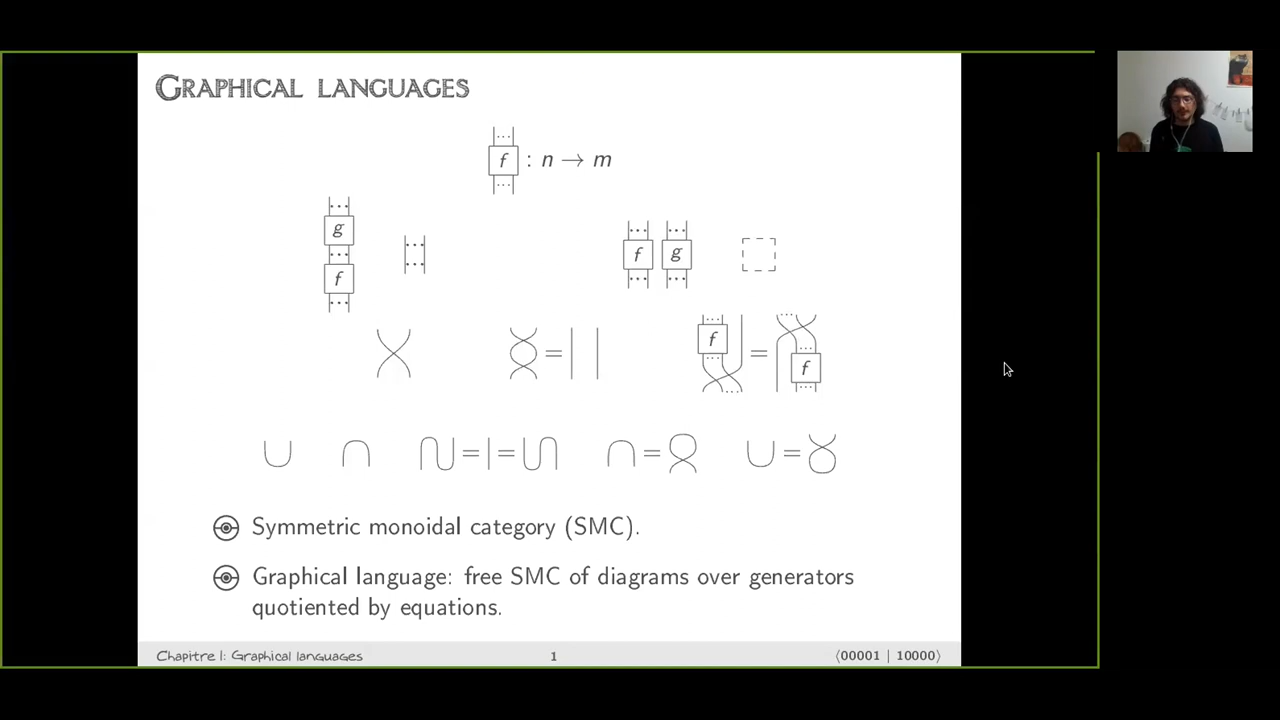 GRAPHICAL LANGUAGES
f : n → m
g
f
f g
= | |
f = f
∪ ∩ = | = ∩ = ∪ =
Symmetric monoidal category (SMC).
Graphical language: free SMC of diagrams over generators
quotiented by equations.
Chapitre I: Graphical languages 1 ⟨00001 | 10000⟩